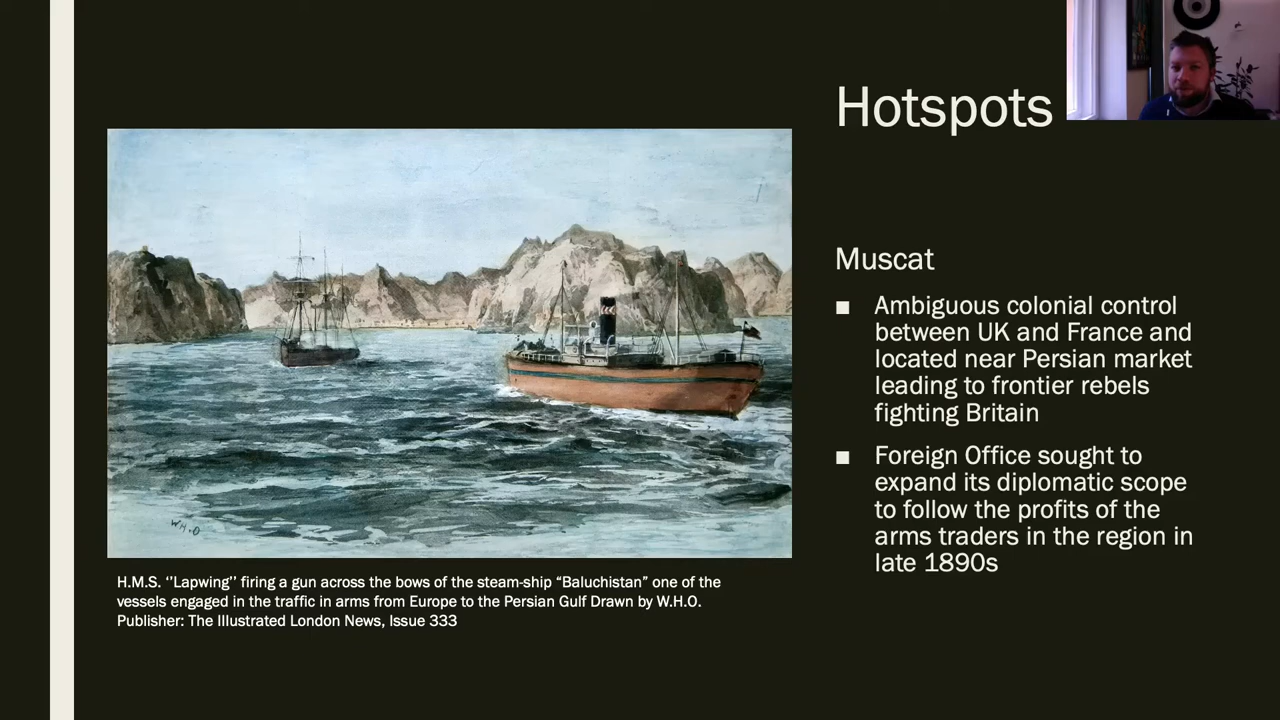 Hotspots
Muscat
■ Ambiguous colonial control
between UK and France and
located near Persian market
leading to frontier rebels
fighting Britain
■ Foreign Office sought to
expand its diplomatic scope
to follow the profits of the
arms traders in the region in
late 1890s
W.H.O
H.M.S. ‘’Lapwing’’ firing a gun across the bows of the steam-ship “Baluchistan” one of the
vessels engaged in the traffic in arms from Europe to the Persian Gulf Drawn by W.H.O.
Publisher: The Illustrated London News, Issue 333